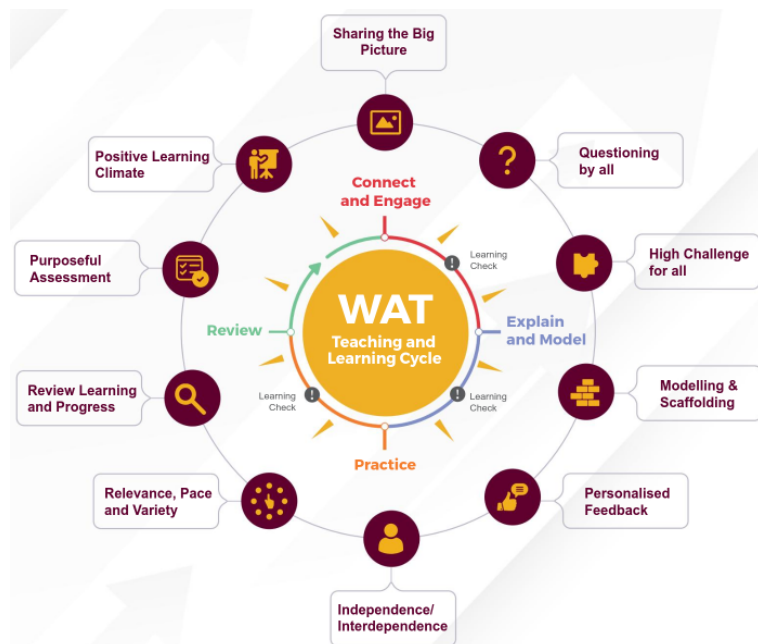 Sharing the Big
Picture
Positive Learning
Climate
Questioning
by all
Connect
and Engage
Purposeful
Assessment
Learning
Check
High Challenge
for all
WAT
Teaching and
Learning Cycle
Review
Explain
and Model
Review Learning
and Progress
Learning
Check
Learning
Check
Modelling &
Scaffolding
Practice
Relevance, Pace
and Variety
Personalised
Feedback
Independence/
Interdependence